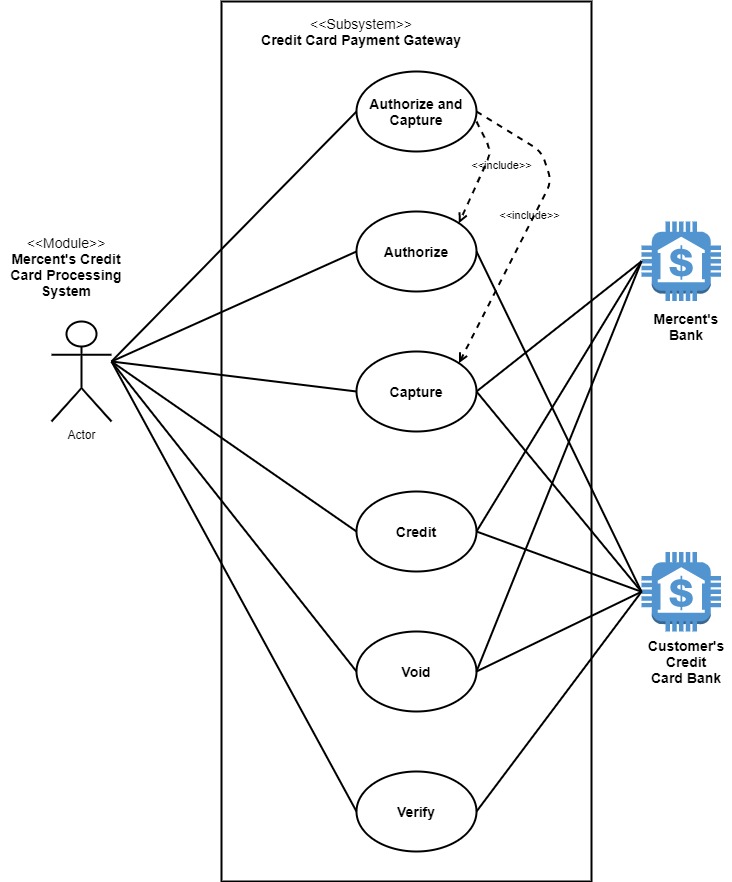 <<Subsystem>>
Credit Card Payment Gateway
Authorize and
Capture
<<include>>
<<include>>
<<Module>>
Mercent's Credit
Card Processing
System
Actor
Authorize
Mercent's
Bank
Capture
Credit
$
$
Customer's
Credit
Card Bank
Void
Verify